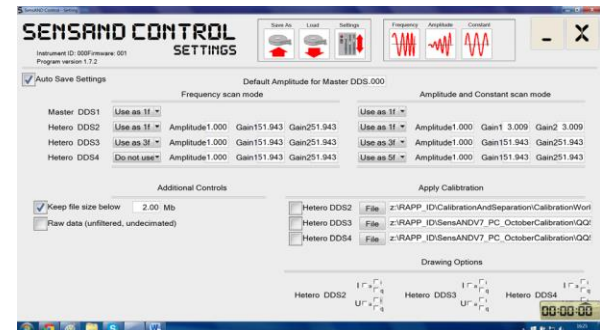 SensAND Control - Setting
SENSAND CONTROL
SETTINGS
Instrument ID: 000Firmware: 001
Program version 1.7.2
Save As Load Settings
Frequency Amplitude Constant
- X
Auto Save Settings
Default Amplitude for Master DDS.000
Frequency scan mode
Amplitude and Constant scan mode
Master DDS1 Use as 1f Use as 1f
Hetero DDS2 Use as 1f Amplitude1.000 Gain151.943 Gain251.943 Use as 1f Amplitude1.000 Gain1 3.009 Gain2 3.009
Hetero DDS3 Use as 3f Amplitude1.000 Gain151.943 Gain251.943 Use as 3f Amplitude1.000 Gain151.943 Gain251.943
Hetero DDS4 Do not use Amplitude1.000 Gain151.943 Gain251.943 Use as 5f Amplitude1.000 Gain151.943 Gain251.943
Additional Controls
Apply Calibration
Keep file size below 2.00 Mb
Raw data (unfiltered, undecimated)
Hetero DDS2 File z:\RAPP_ID\CalibrationAndSeparation\CalibrationWorl
Hetero DDS3 File z:\RAPP_ID\SensANDV7_PC_OctoberCalibration\QQ
Hetero DDS4 File z:\RAPP_ID\SensANDV7_PC_OctoberCalibration\QQ
Drawing Options
Hetero DDS2 I U
Hetero DDS3 I U
Hetero DDS4 I
00:00:00